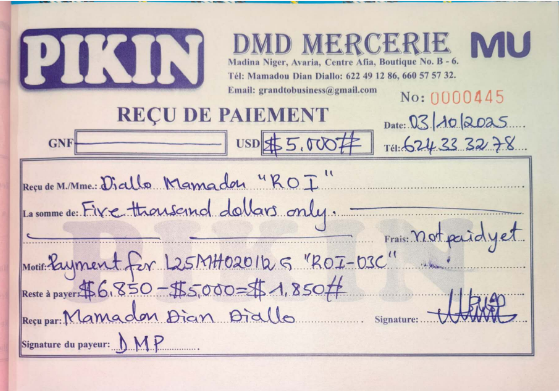 PIKIN
DMD MERCERIE MU
Madina Niger, Avaria, Centre Afia, Boutique No. B - 6.
Tél: Mamadou Dian Diallo: 622 49 12 86, 660 57 57 32.
Email: grandtobusiness@gmail.com
No: 0000445
REÇU DE PAIEMENT
Date: 03/10/2025
GNF USD $5,000#
Tél: 624 33 32 78
Reçu de M./Mme.: Diallo Mamadou "ROI"
La somme de: Five thousand dollars only.
Frais: Not paid yet
Motif: Payment for "ROI-03C"
Reste à payer: $6,850 - $5,000 = $1,850#
Reçu par: Mamadou Dian Diallo
Signature:
Signature du payeur: DMP
PIKIN